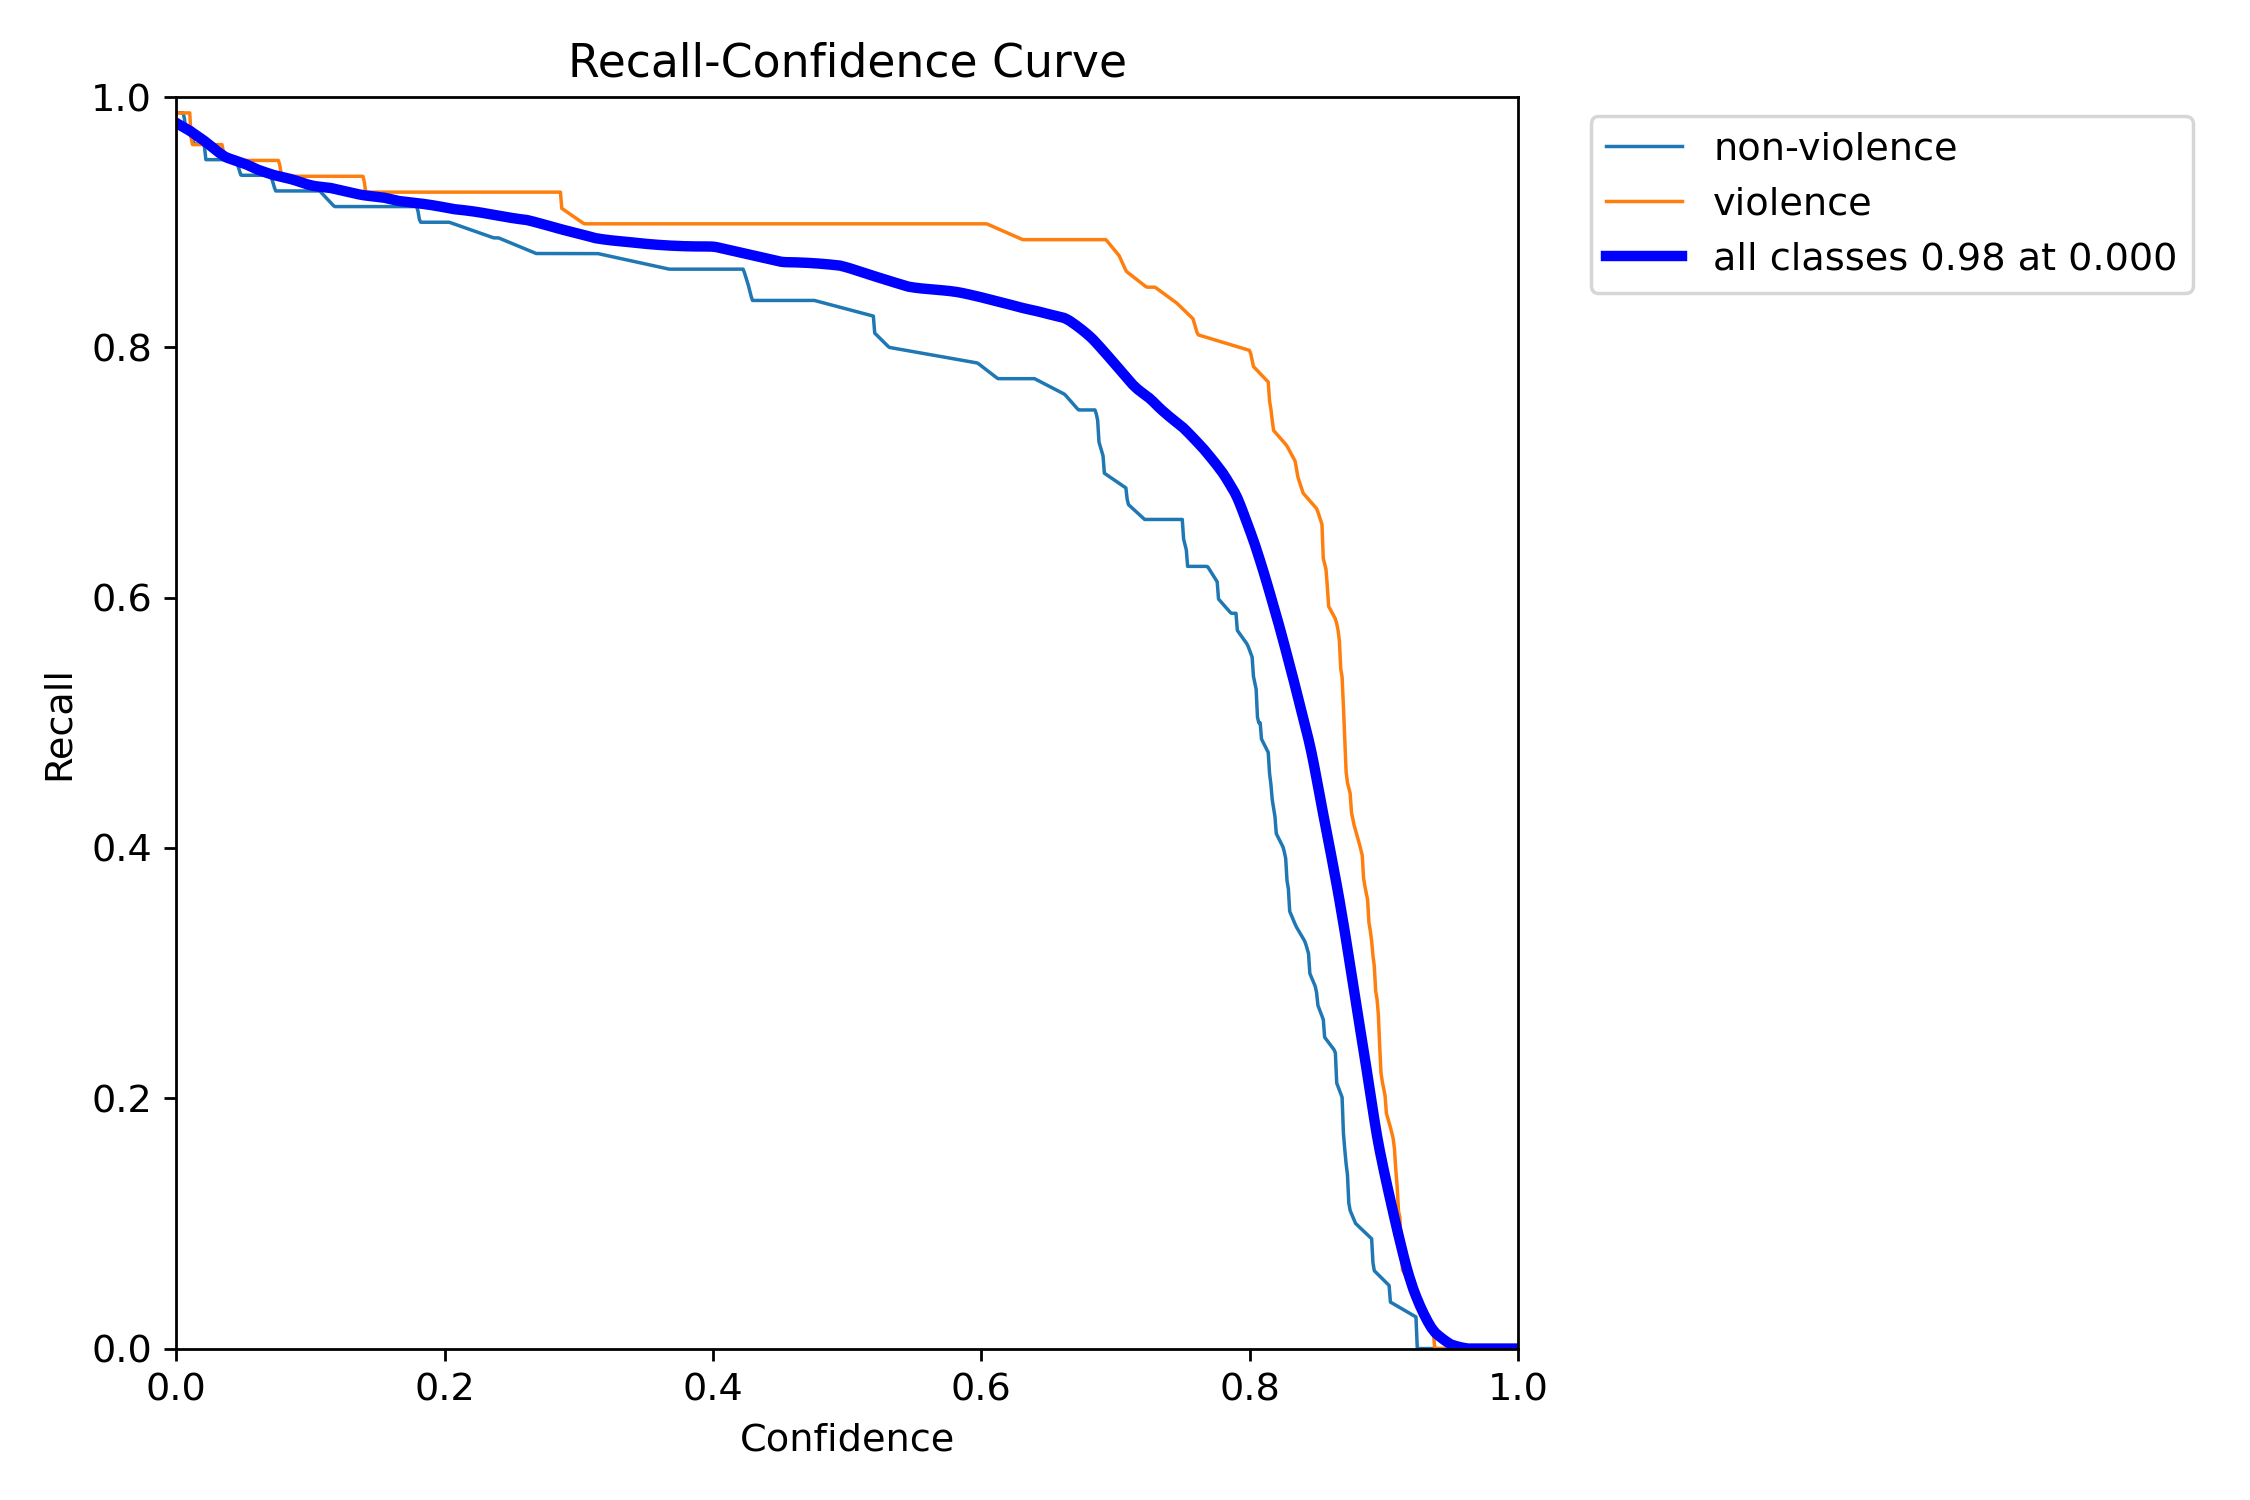 Recall-Confidence Curve
1.0
0.8
0.6
0.4
0.2
0.0
Recall
0.0 0.2 0.4 0.6 0.8 1.0
Confidence
non-violence
violence
all classes 0.98 at 0.000